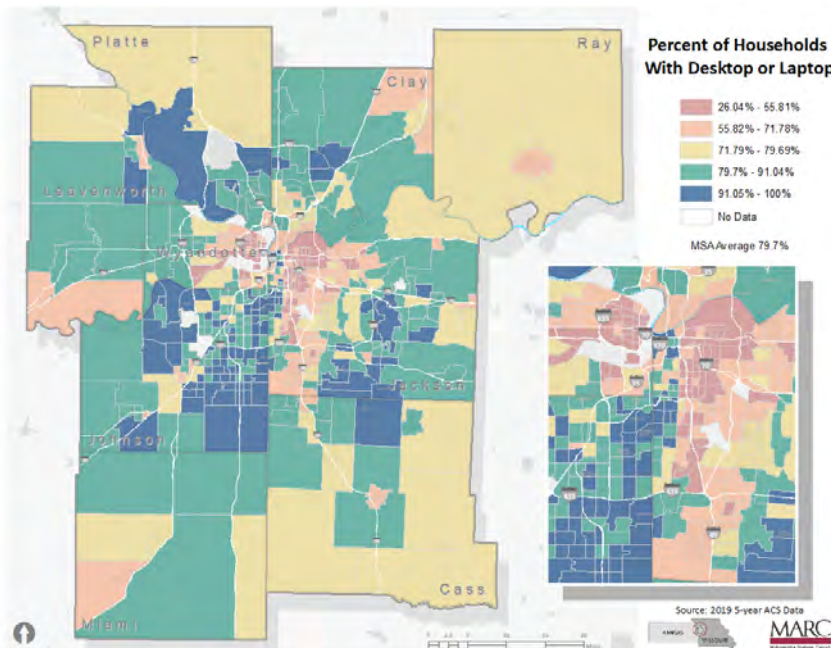 Platte
Ray
Clay
Leavenworth
Wyandotte
Jackson
Johnson
Cass
Miami
Percent of Households
With Desktop or Laptop
26.04% - 55.81%
55.82% - 71.78%
71.79% - 79.69%
79.7% - 91.04%
91.05% - 100%
No Data
MSA Average 79.7%
Source: 2019 5-year ACS Data
KANSAS
MARC